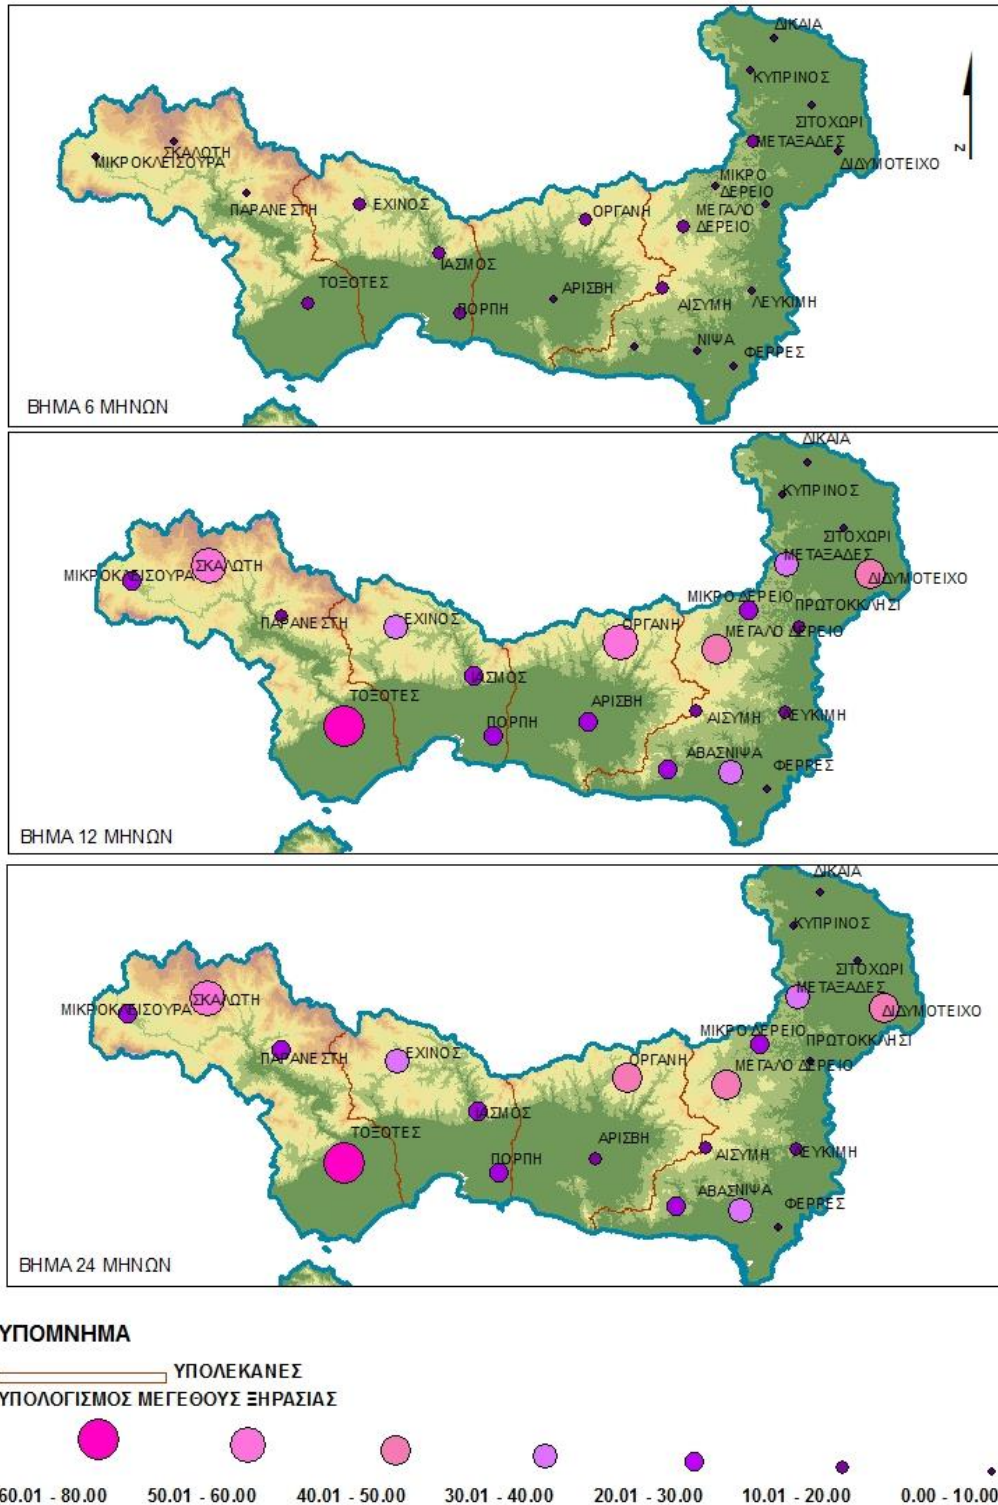 ΔΙΚΑΙΑ
ΚΥΠΡΙΝΟΣ
ΣΙΤΟΧΩΡΙ
ΜΕΤΑΞΑΔΕΣ
ΔΙΔΥΜΟΤΕΙΧΟ
ΣΚΑΛΩΤΗ
ΜΙΚΡΟΚΛΕΙΣΟΥΡΑ
ΜΙΚΡΟ
ΔΕΡΕΙΟ
ΠΑΡΑΝΕΣΤΗ
ΕΧΙΝΟΣ
ΟΡΓΑΝΗ
ΜΕΓΑΛΟ
ΔΕΡΕΙΟ
ΙΑΣΜΟΣ
ΤΟΞΟΤΕΣ
ΑΡΙΣΒΗ
ΑΙΣΥΜΗ
ΛΕΥΚΙΜΗ
ΠΟΡΠΗ
ΝΙΨΑ
ΦΕΡΡΕΣ
N
ΒΗΜΑ 6 ΜΗΝΩΝ
ΔΙΚΑΙΑ
ΚΥΠΡΙΝΟΣ
ΣΙΤΟΧΩΡΙ
ΜΕΤΑΞΑΔΕΣ
ΔΙΔΥΜΟΤΕΙΧΟ
ΣΚΑΛΩΤΗ
ΜΙΚΡΟΚΛΕΙΣΟΥΡΑ
ΜΙΚΡΟ ΔΕΡΕΙΟ
ΠΡΩΤΟΚΚΛΗΣΙ
ΠΑΡΑΝΕΣΤΗ
ΕΧΙΝΟΣ
ΟΡΓΑΝΗ
ΜΕΓΑΛΟ ΔΕΡΕΙΟ
ΙΑΣΜΟΣ
ΤΟΞΟΤΕΣ
ΑΡΙΣΒΗ
ΑΙΣΥΜΗ
ΛΕΥΚΙΜΗ
ΠΟΡΠΗ
ΑΒΑΣ
ΝΙΨΑ
ΦΕΡΡΕΣ
ΒΗΜΑ 12 ΜΗΝΩΝ
ΔΙΚΑΙΑ
ΚΥΠΡΙΝΟΣ
ΣΙΤΟΧΩΡΙ
ΜΕΤΑΞΑΔΕΣ
ΔΙΔΥΜΟΤΕΙΧΟ
ΣΚΑΛΩΤΗ
ΜΙΚΡΟΚΛΕΙΣΟΥΡΑ
ΜΙΚΡΟ ΔΕΡΕΙΟ
ΠΡΩΤΟΚΚΛΗΣΙ
ΠΑΡΑΝΕΣΤΗ
ΕΧΙΝΟΣ
ΟΡΓΑΝΗ
ΜΕΓΑΛΟ ΔΕΡΕΙΟ
ΙΑΣΜΟΣ
ΤΟΞΟΤΕΣ
ΑΡΙΣΒΗ
ΑΙΣΥΜΗ
ΛΕΥΚΙΜΗ
ΠΟΡΠΗ
ΑΒΑΣ
ΝΙΨΑ
ΦΕΡΡΕΣ
ΒΗΜΑ 24 ΜΗΝΩΝ
ΥΠΟΜΝΗΜΑ
ΥΠΟΛΕΚΑΝΕΣ
ΥΠΟΛΟΓΙΣΜΟΣ ΜΕΓΕΘΟΥΣ ΞΗΡΑΣΙΑΣ
60.01 - 80.00 50.01 - 60.00 40.01 - 50.00 30.01 - 40.00 20.01 - 30.00 10.01 - 20.00 0.00 - 10.00